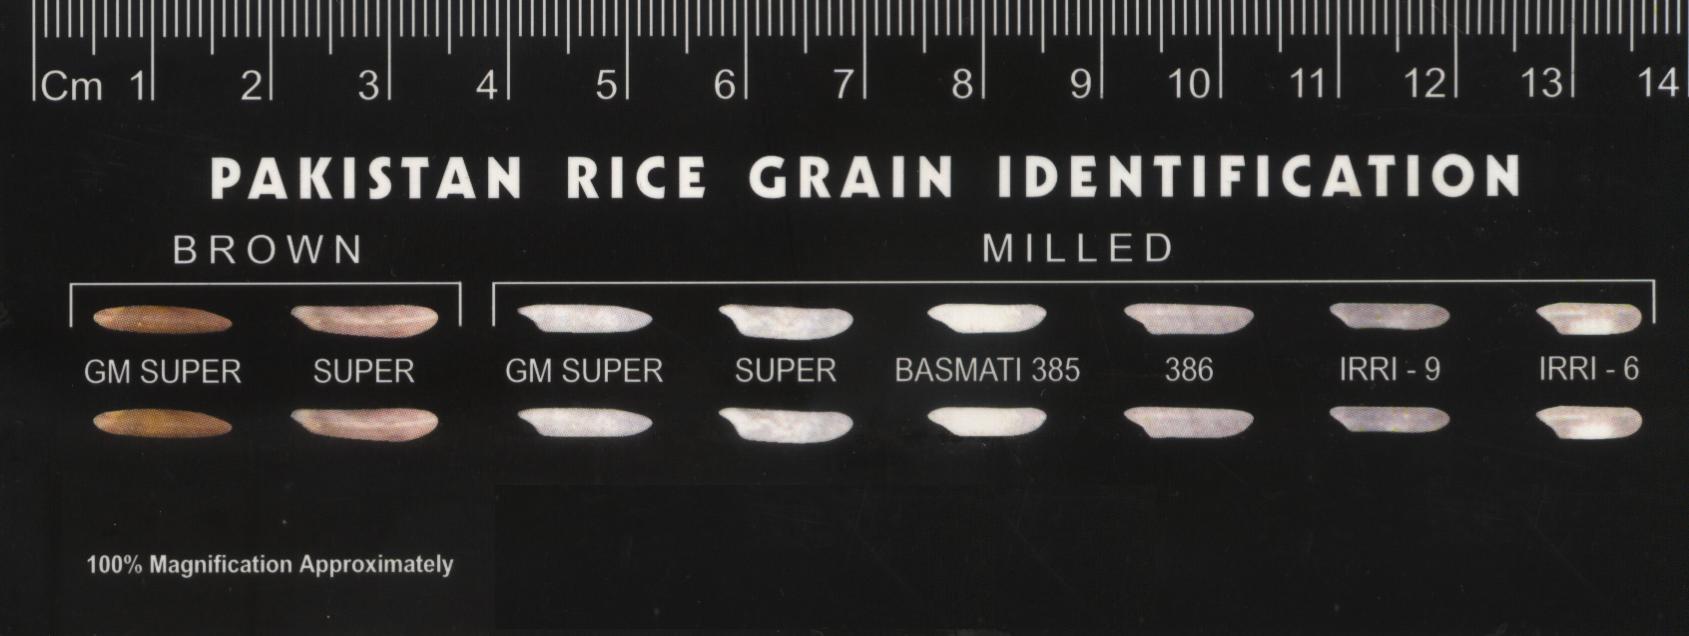 Cm 1 2 3 4 5 6 7 8 9 10 11 12 13 14
PAKISTAN RICE GRAIN IDENTIFICATION
BROWN MILLED
GM SUPER SUPER GM SUPER SUPER BASMATI 385 386 IRRI - 9 IRRI - 6
100% Magnification Approximately